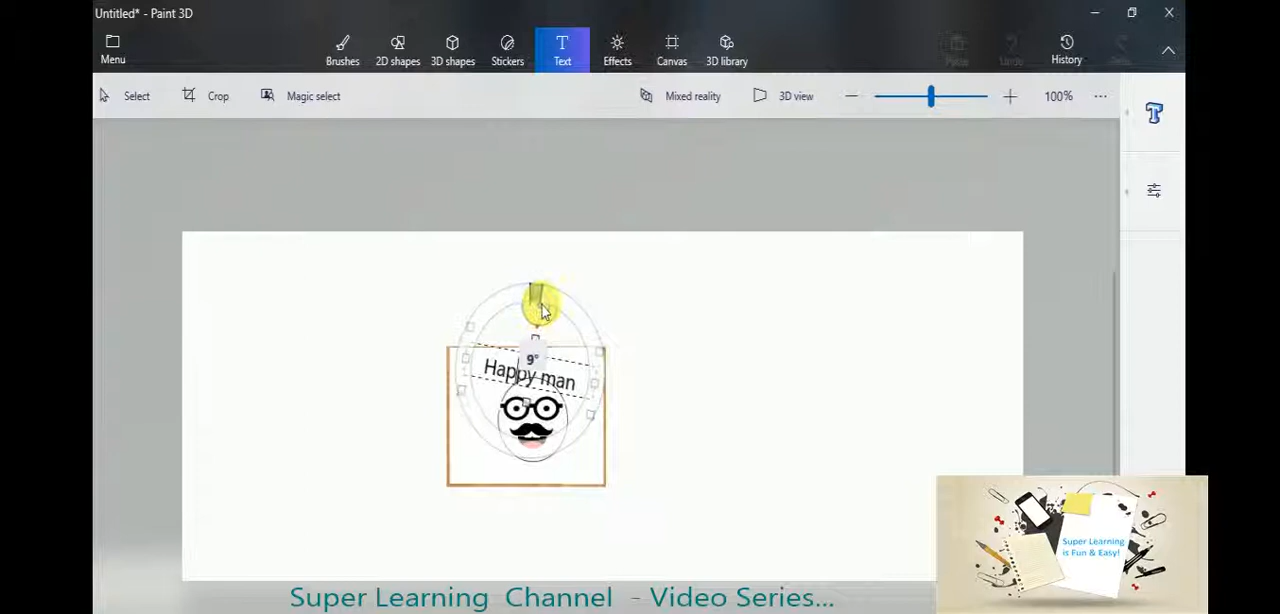 Untitled* - Paint 3D
Menu
Brushes
2D shapes
3D shapes
Stickers
Text
Effects
Canvas
3D library
Paste
Undo
History
Select
Crop
Magic select
Mixed reality
3D view
100%
9°
Happy man
Super Learning
is Fun & Easy!
Super Learning Channel - Video Series...